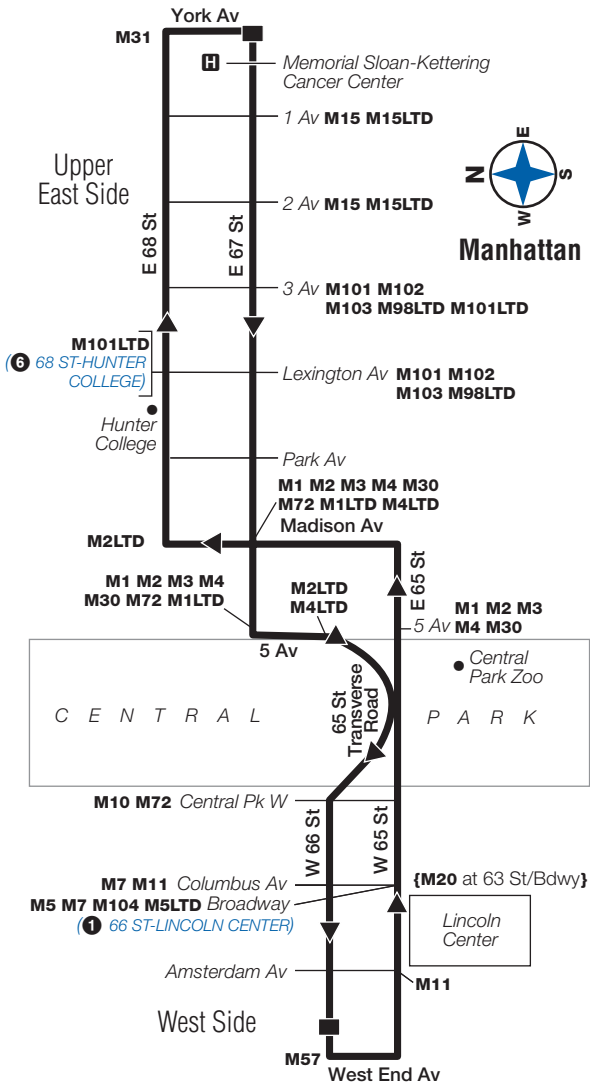 York Av
M31
H
Memorial Sloan-Kettering
Cancer Center
1 Av M15 M15LTD
Upper
East Side
E
N
S
W
Manhattan
2 Av M15 M15LTD
E 68 St
E 67 St
3 Av M101 M102
M103 M98LTD M101LTD
M101LTD
(6 68 ST-HUNTER
COLLEGE)
Lexington Av M101 M102
M103 M98LTD
Hunter
College
Park Av
M1 M2 M3 M4 M30
M72 M1LTD M4LTD
Madison Av
M2LTD
E 65 St
M1 M2 M3 M4
M30 M72 M1LTD
M2LTD
M4LTD
M1 M2 M3
5 Av M4 M30
5 Av
Central
Park Zoo
65 St
Transverse
Road
CENTRAL PARK
M10 M72 Central Pk W
W 66 St
W 65 St
M7 M11 Columbus Av
{M20 at 63 St/Bdwy}
M5 M7 M104 M5LTD Broadway
(1 66 ST-LINCOLN CENTER)
Lincoln
Center
Amsterdam Av
M11
West Side
M57
West End Av